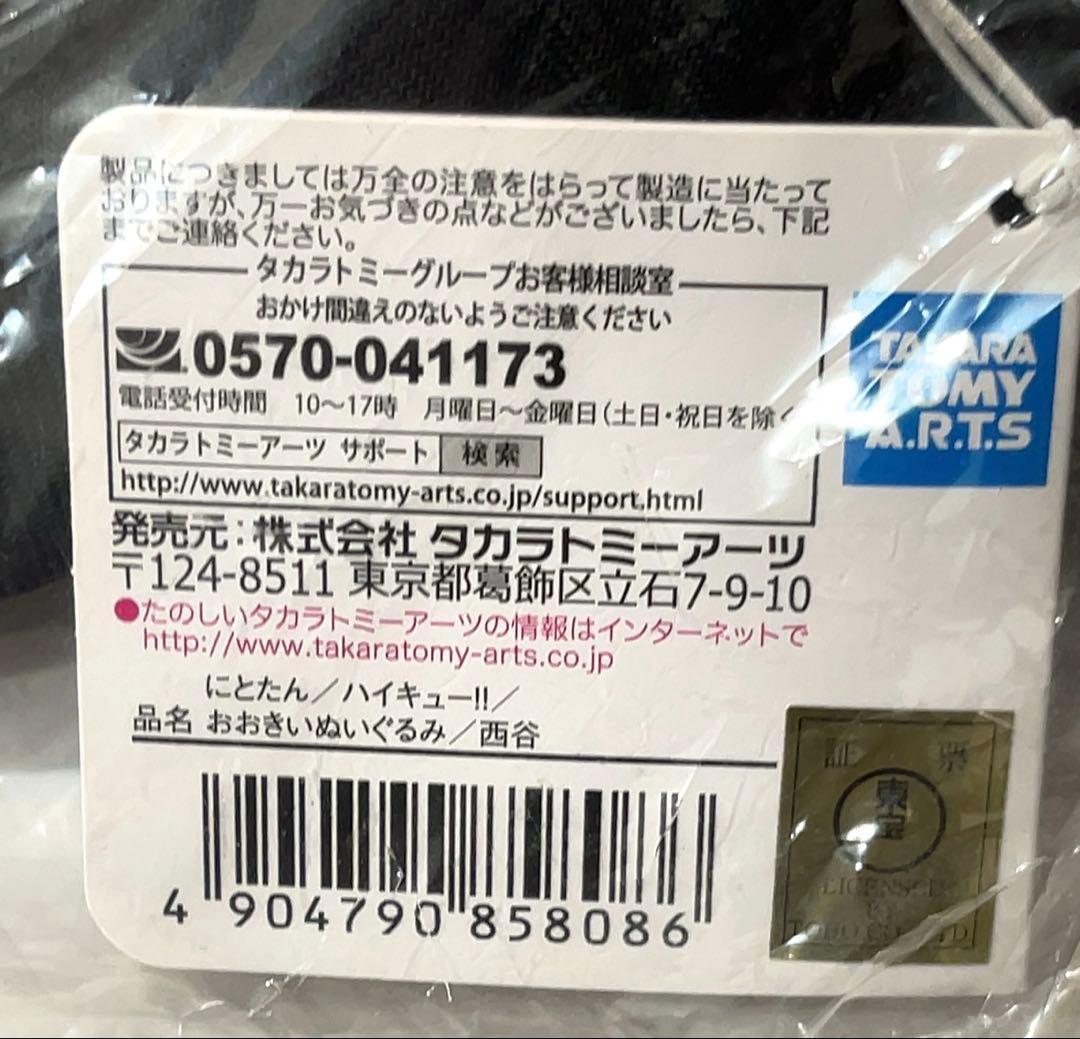 製品につきましては万全の注意をはらって製造に当たって
おりますが、万一お気づきの点などがございましたら、下記
までご連絡ください。
タカラトミーグループお客様相談室
おかけ間違えのないようご注意ください
0570-041173
電話受付時間 10〜17時 月曜日〜金曜日(土日・祝日を除く
タカラトミーアーツ サポート 検索
http://www.takaratomy-arts.co.jp/support.html
TAKARA
TOMY
A.R.T.S
発売元:株式会社 タカラトミーアーツ
〒124-8511 東京都葛飾区立石7-9-10
●たのしいタカラトミーアーツの情報はインターネットで
http://www.takaratomy-arts.co.jp
にとたん/ハイキュー!!/
品名 おおきいぬいぐるみ/西谷
4 904790 858086
証 票
東宝
LICENSED
BY
TOHO CO., LTD